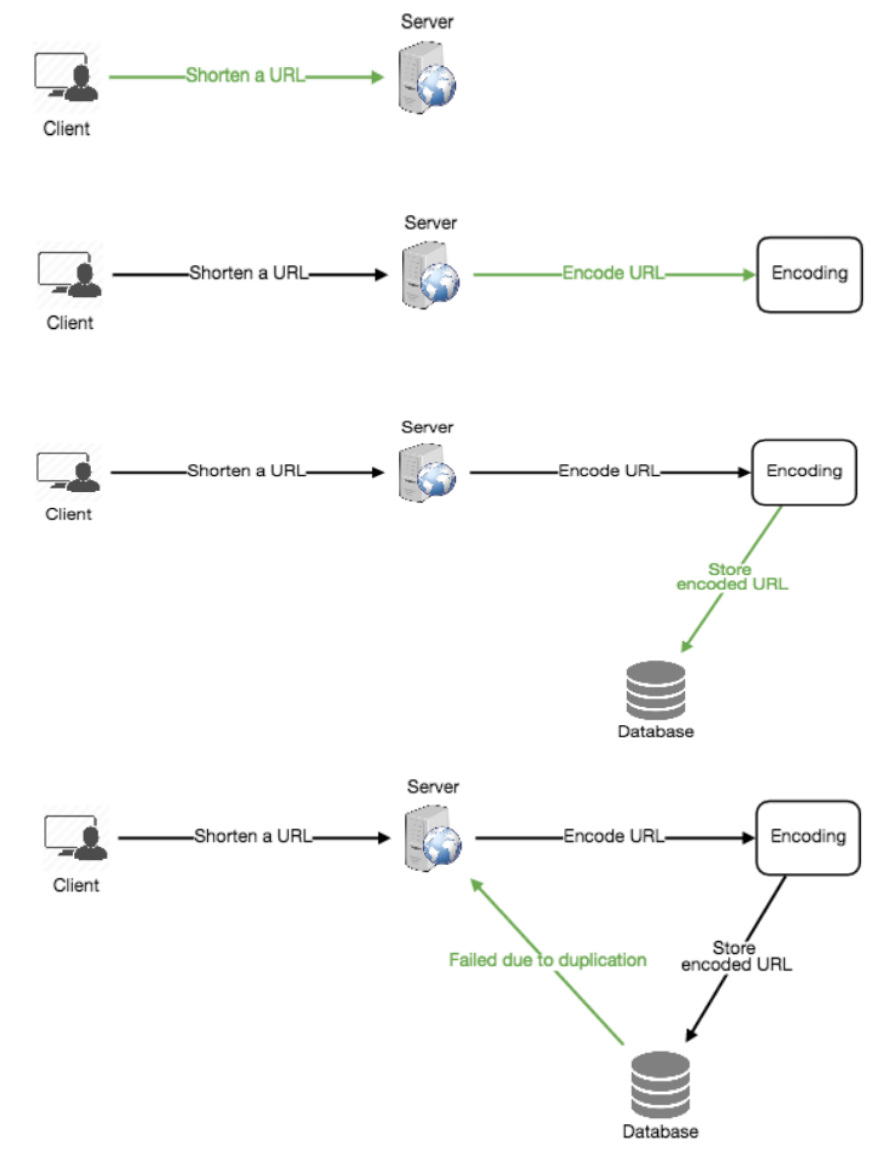 Server
Shorten a URL
Client
Server
Shorten a URL
Encode URL
Encoding
Client
Server
Shorten a URL
Encode URL
Encoding
Client
Store
encoded URL
Database
Server
Shorten a URL
Encode URL
Encoding
Client
Failed due to duplication
Store
encoded URL
Database